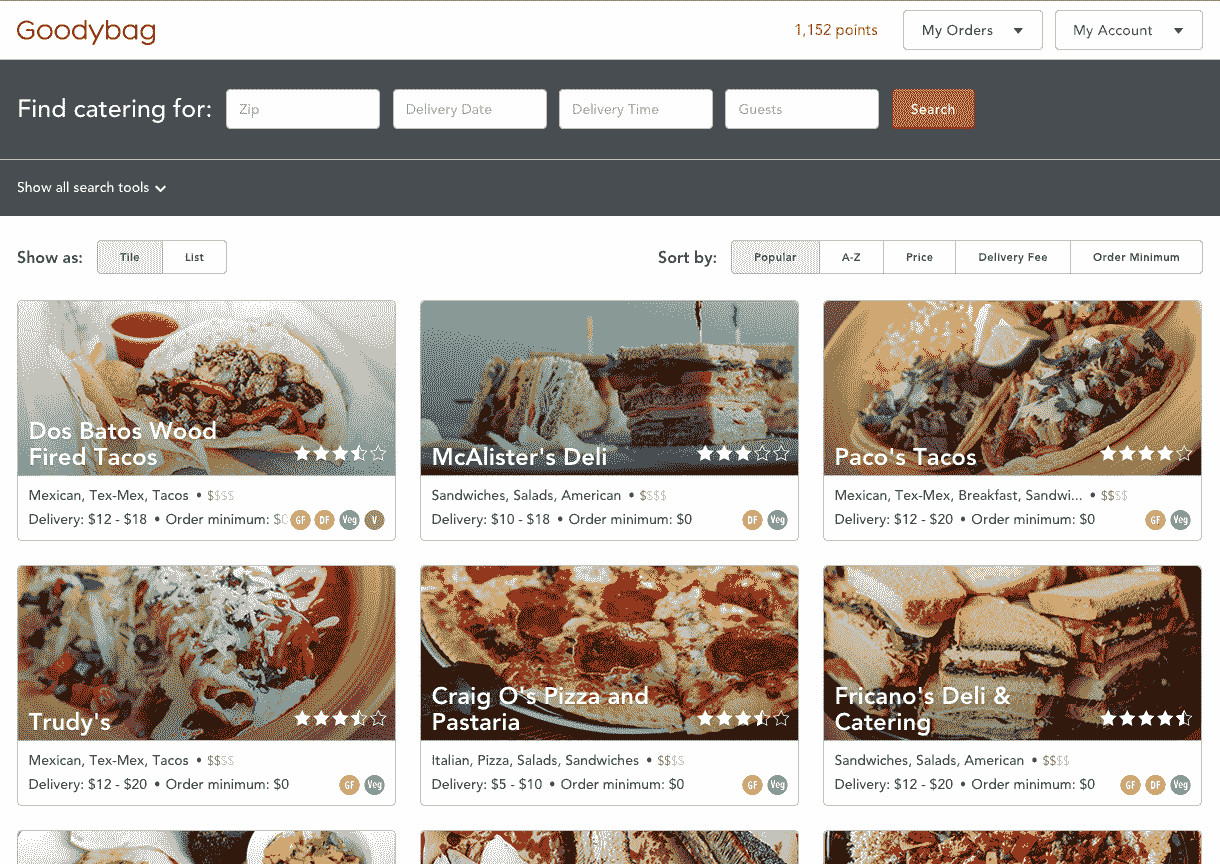 Goodybag
1,152 points
My Orders
My Account
Find catering for:
Zip
Delivery Date
Delivery Time
Guests
Search
Show all search tools
Show as:
Tile
List
Sort by:
Popular
A-Z
Price
Delivery Fee
Order Minimum
Dos Batos Wood
Fired Tacos
Mexican, Tex-Mex, Tacos • $$$$
Delivery: $12 - $18 • Order minimum: $0
GF DF Veg V
McAlister's Deli
Sandwiches, Salads, American • $$$$
Delivery: $10 - $18 • Order minimum: $0
DF Veg
Paco's Tacos
Mexican, Tex-Mex, Breakfast, Sandwi... • $$$$
Delivery: $12 - $20 • Order minimum: $0
GF Veg
Trudy's
Mexican, Tex-Mex, Tacos • $$$$
Delivery: $12 - $20 • Order minimum: $0
GF Veg
Craig O's Pizza and
Pastaria
Italian, Pizza, Salads, Sandwiches • $$$$
Delivery: $5 - $10 • Order minimum: $0
GF Veg
Fricano's Deli &
Catering
Sandwiches, Salads, American • $$$$
Delivery: $12 - $20 • Order minimum: $0
GF DF Veg